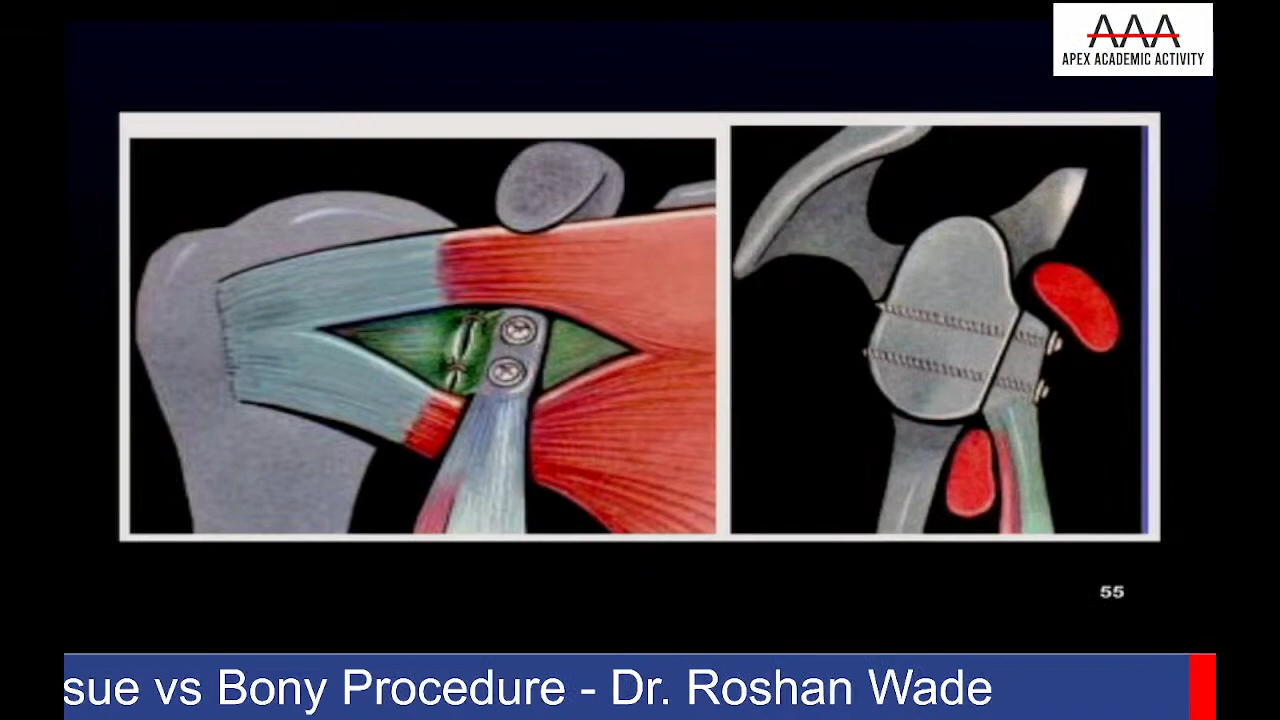 AAA
APEX ACADEMIC ACTIVITY
55
sue vs Bony Procedure - Dr. Roshan Wade